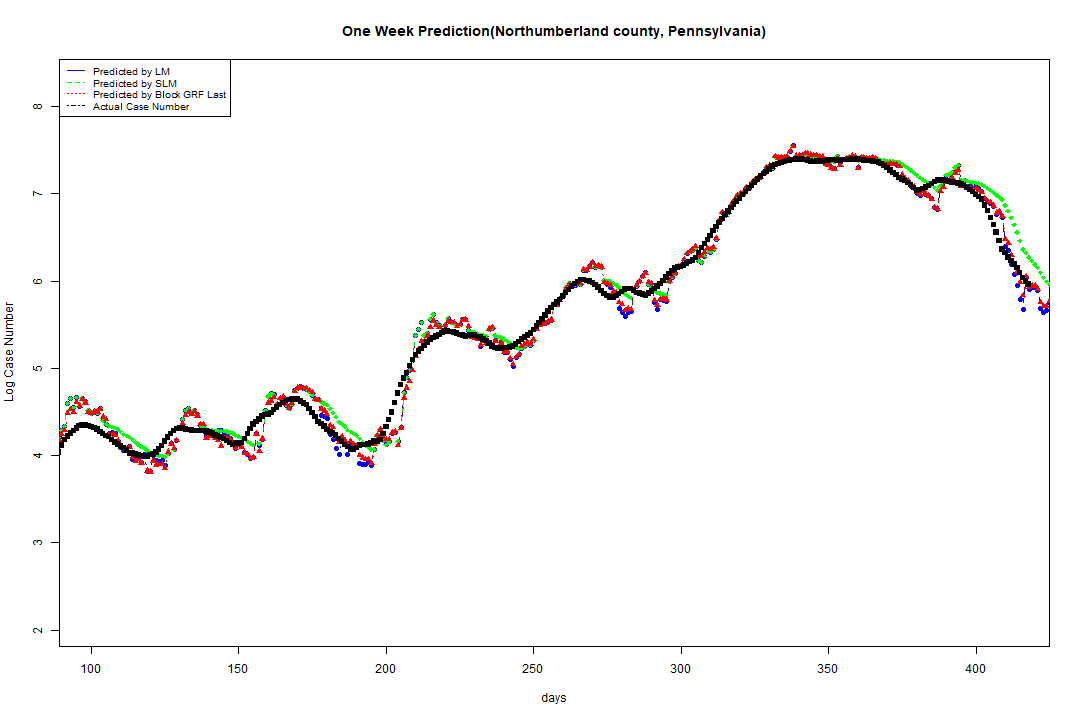 One Week Prediction(Northumberland county, Pennsylvania)
Predicted by LM
Predicted by SLM
Predicted by Block GRF Last
Actual Case Number
8
7
6
5
4
3
2
Log Case Number
100 150 200 250 300 350 400
days